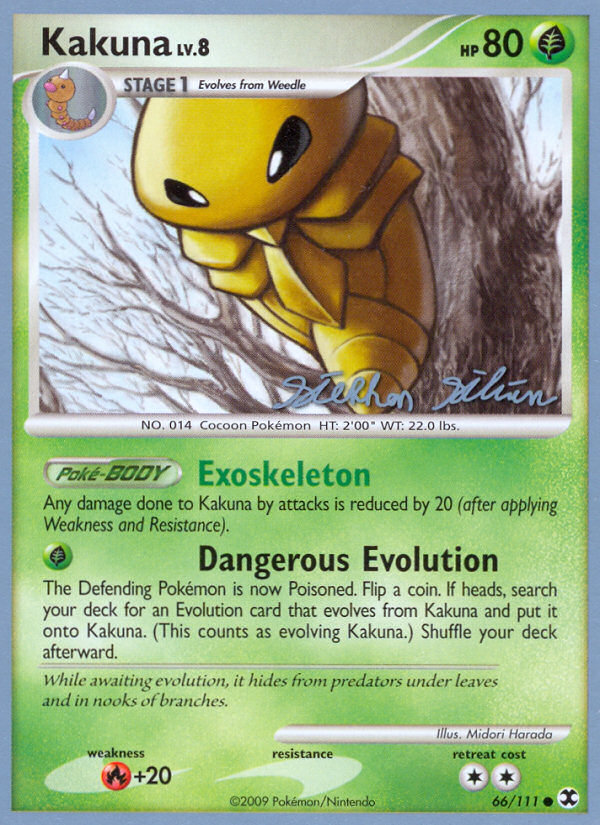 Kakuna LV.8 HP 80
STAGE 1 Evolves from Weedle
Stephen Silvestro
NO. 014 Cocoon Pokémon HT: 2'00" WT: 22.0 lbs.
Poké-BODY Exoskeleton
Any damage done to Kakuna by attacks is reduced by 20 (after applying
Weakness and Resistance).
Dangerous Evolution
The Defending Pokémon is now Poisoned. Flip a coin. If heads, search
your deck for an Evolution card that evolves from Kakuna and put it
onto Kakuna. (This counts as evolving Kakuna.) Shuffle your deck
afterward.
While awaiting evolution, it hides from predators under leaves
and in nooks of branches.
Illus. Midori Harada
weakness resistance retreat cost
+20
66/111
©2009 Pokémon/Nintendo